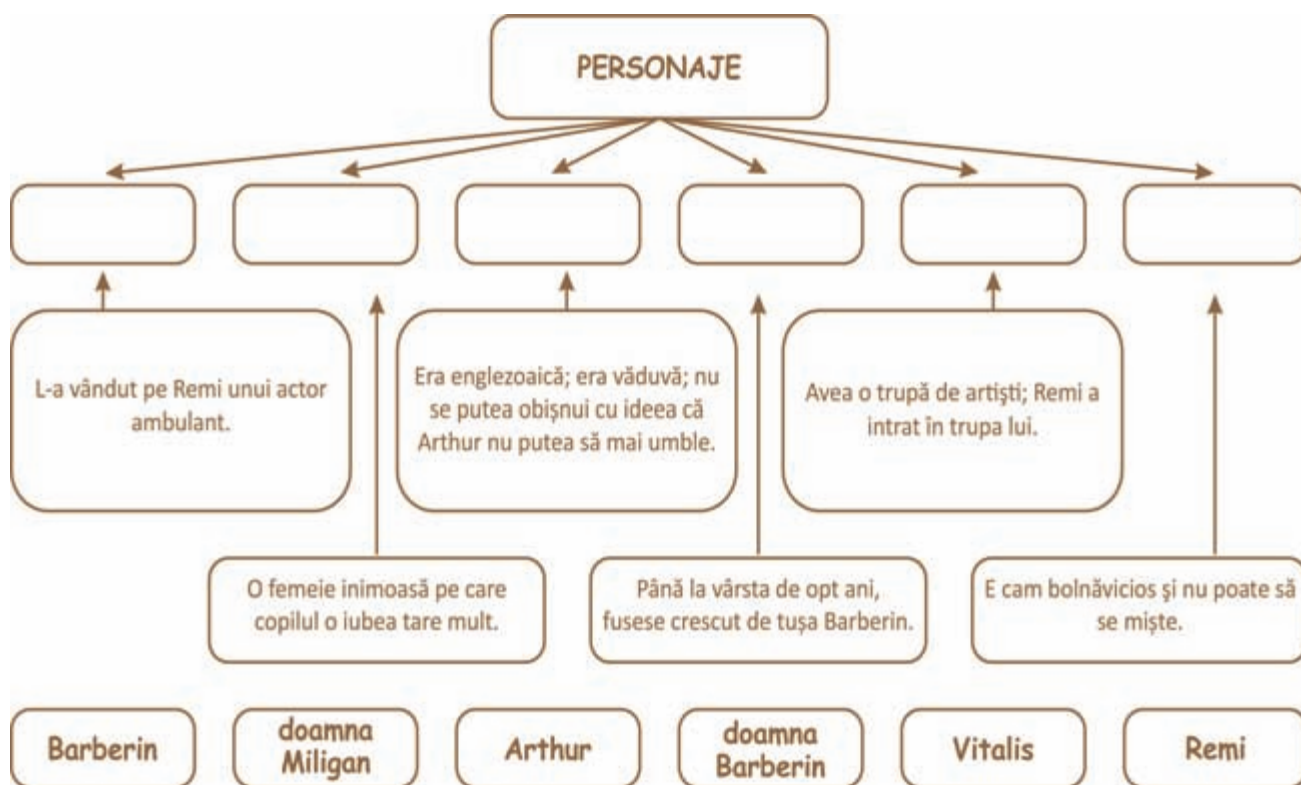 PERSONAJE
L-a vândut pe Remi unui actor
ambulant.
Era englezoaică; era văduvă; nu
se putea obișnui cu ideea că
Arthur nu putea să mai umble.
Avea o trupă de artişti; Remi a
intrat în trupa lui.
O femeie inimoasă pe care
copilul o iubea tare mult.
Până la vârsta de opt ani,
fusese crescut de tușa Barberin.
E cam bolnăvicios şi nu poate să
se miște.
Barberin
doamna
Miligan
Arthur
doamna
Barberin
Vitalis
Remi